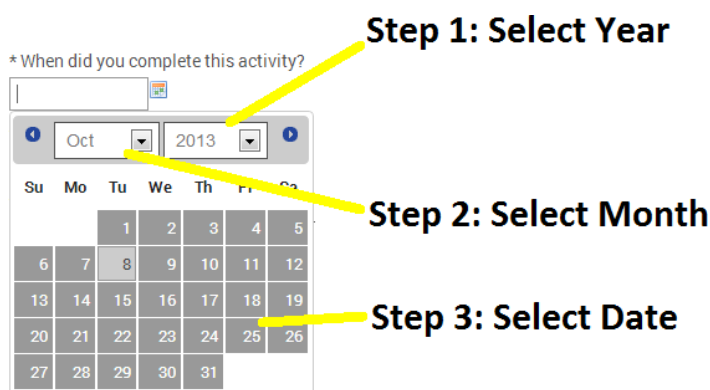 Step 1: Select Year
* When did you complete this activity?
Oct 2013
Su Mo Tu We Th Fr Sa
Step 2: Select Month
1 2 3 4 5
6 7 8 9 10 11 12
13 14 15 16 17 18 19
Step 3: Select Date
20 21 22 23 24 25 26
27 28 29 30 31